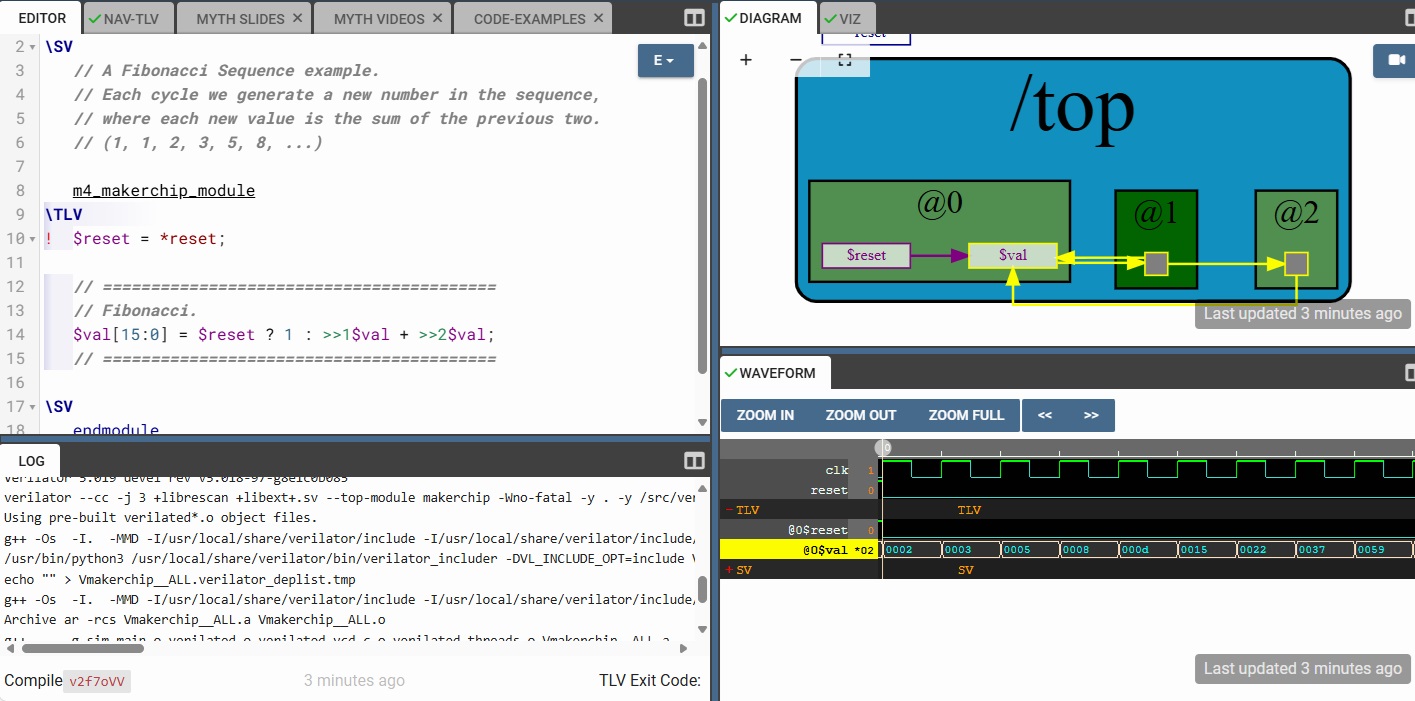 EDITOR NAV-TLV MYTH SLIDES × MYTH VIDEOS × CODE-EXAMPLES ×
E
2 \SV
3 // A Fibonacci Sequence example.
4 // Each cycle we generate a new number in the sequence,
5 // where each new value is the sum of the previous two.
6 // (1, 1, 2, 3, 5, 8, ...)
7
8 m4_makerchip_module
9 \TLV
10 ! $reset = *reset;
11
12 // =========================================
13 // Fibonacci.
14 $val[15:0] = $reset ? 1 : >>1$val + >>2$val;
15 // =========================================
16
17 \SV
18 endmodule
LOG
verilator --cc -j 3 +librescan +libext+.sv --top-module makerchip -Wno-fatal -y . -y /src/ver
Using pre-built verilated*.o object files.
g++ -Os -I. -MMD -I/usr/local/share/verilator/include -I/usr/local/share/verilator/include/
/usr/bin/python3 /usr/local/share/verilator/bin/verilator_includer -DVL_INCLUDE_OPT=include V
echo "" > Vmakerchip__ALL.verilator_deplist.tmp
g++ -Os -I. -MMD -I/usr/local/share/verilator/include -I/usr/local/share/verilator/include/
Archive ar -rcs Vmakerchip__ALL.a Vmakerchip__ALL.o
Compile v2f7oVV 3 minutes ago TLV Exit Code:
DIAGRAM VIZ
reset
+ −
/top
@0 @1 @2
$reset $val
Last updated 3 minutes ago
WAVEFORM
ZOOM IN ZOOM OUT ZOOM FULL << >>
0
clk 1
reset 0
-TLV TLV
@0$reset 0
@0$val *02 0002 0003 0005 0008 000d 0015 0022 0037 0059
+SV SV
Last updated 3 minutes ago